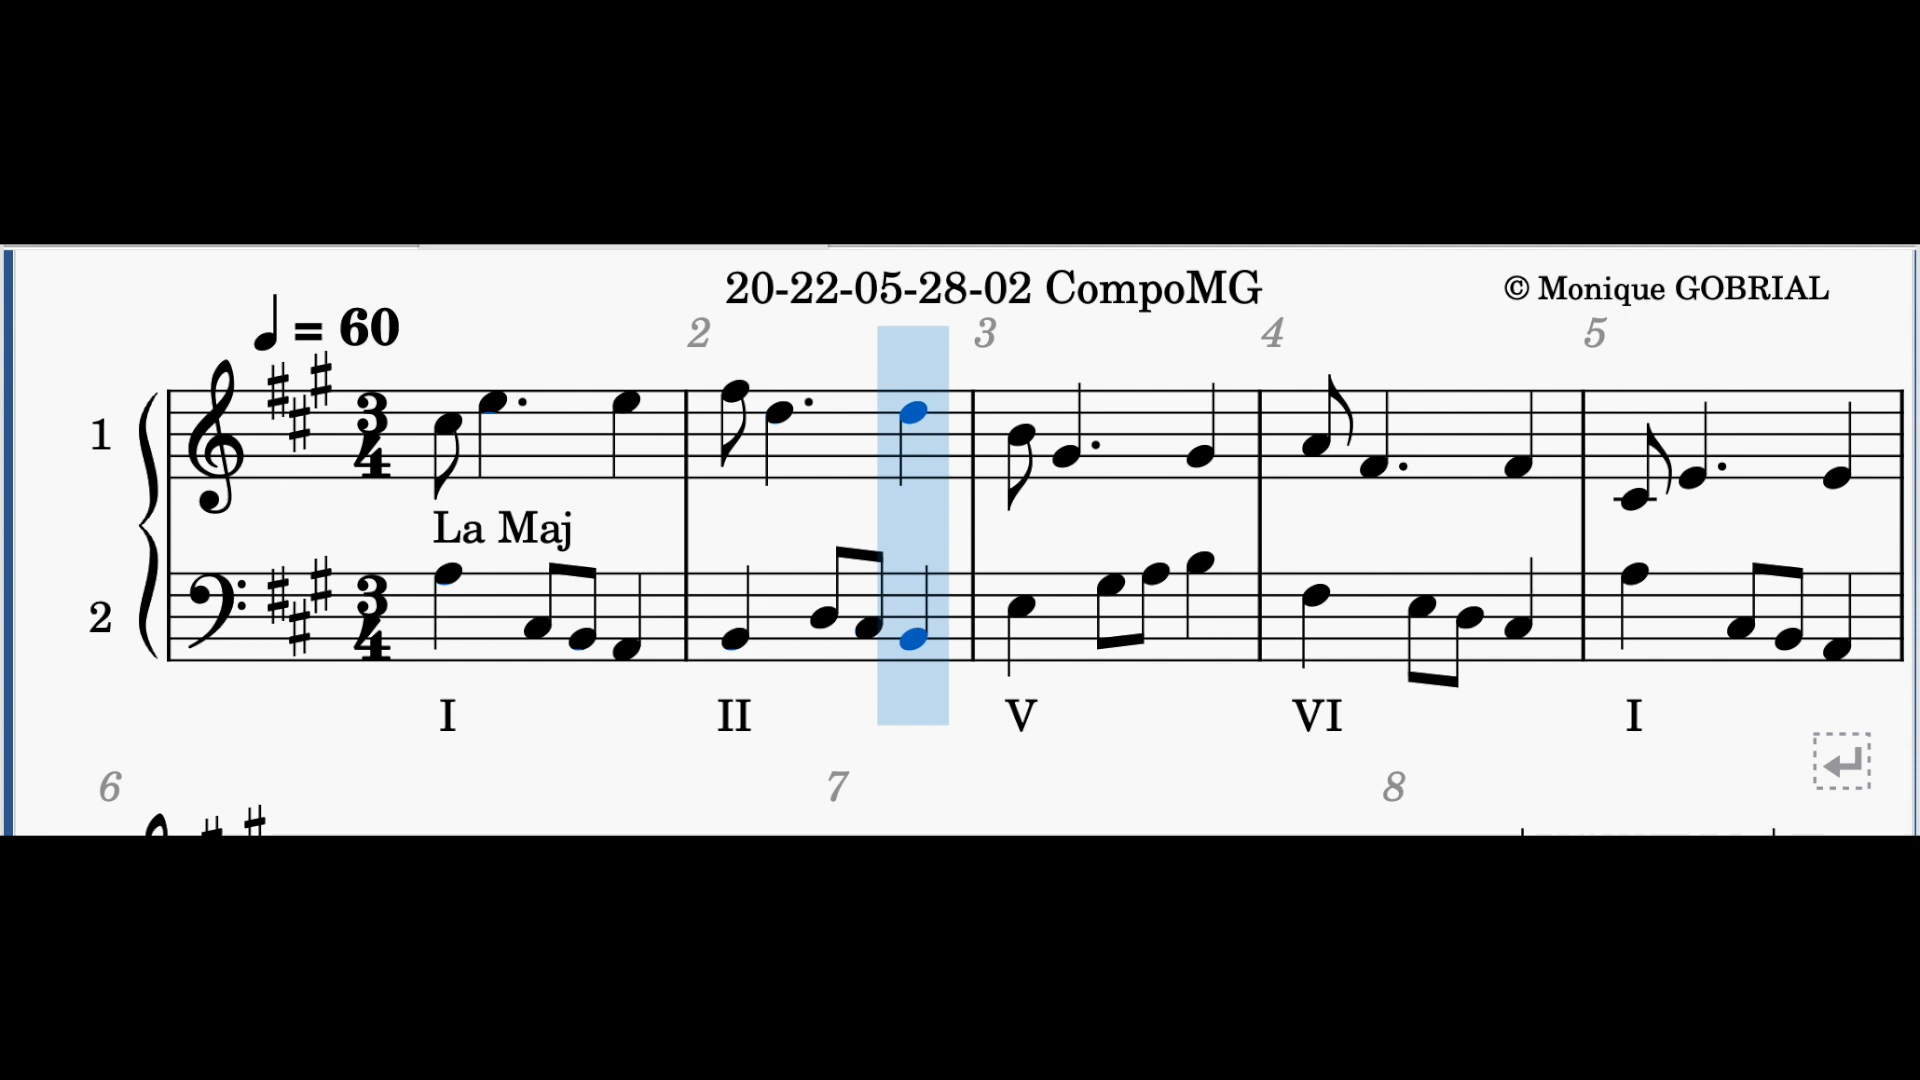 20-22-05-28-02 CompoMG
© Monique GOBRIAL
= 60
2 3 4 5
3
4
1
La Maj
3
4
2
I II V VI I
6 7 8